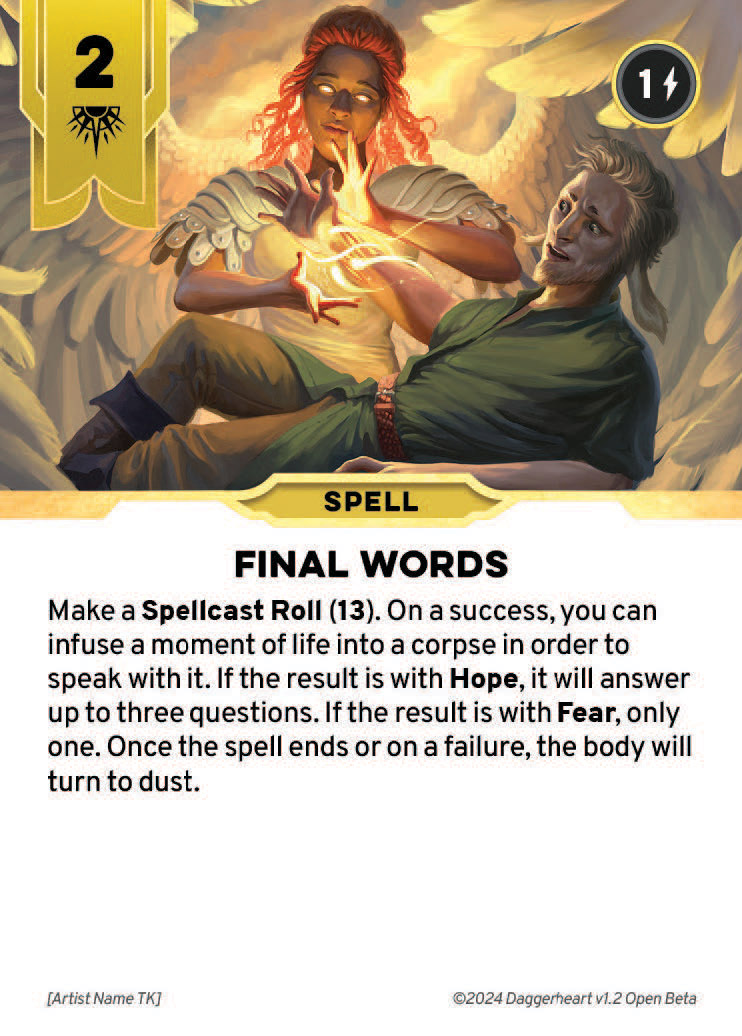 2
1
SPELL
FINAL WORDS
Make a Spellcast Roll (13). On a success, you can
infuse a moment of life into a corpse in order to
speak with it. If the result is with Hope, it will answer
up to three questions. If the result is with Fear, only
one. Once the spell ends or on a failure, the body will
turn to dust.
[Artist Name TK]
©2024 Daggerheart v1.2 Open Beta